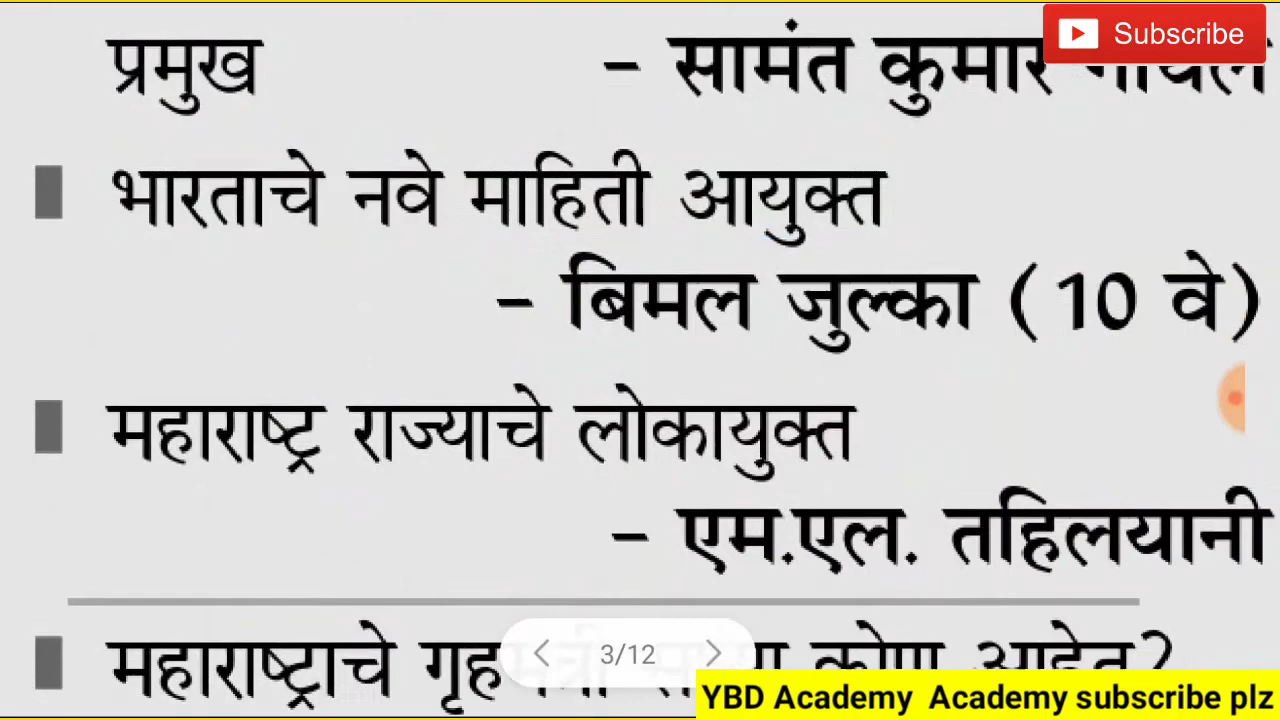 Subscribe
प्रमुख - सामंत कुमार
भारताचे नवे माहिती आयुक्त
- बिमल जुल्का (10 वे)
महाराष्ट्र राज्याचे लोकायुक्त
- एम.एल. तहिलयानी
महाराष्ट्राचे कोण आहेत?
3/12
YBD Academy Academy subscribe plz